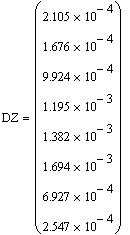 2.105 × 10⁻⁴
1.676 × 10⁻⁴
9.924 × 10⁻⁴
1.195 × 10⁻³
DZ =
1.382 × 10⁻³
1.694 × 10⁻³
6.927 × 10⁻⁴
2.547 × 10⁻⁴